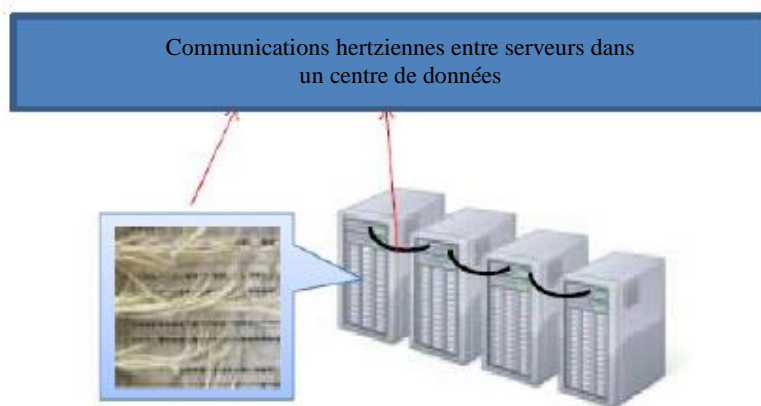 Communications hertziennes entre serveurs dans
un centre de données